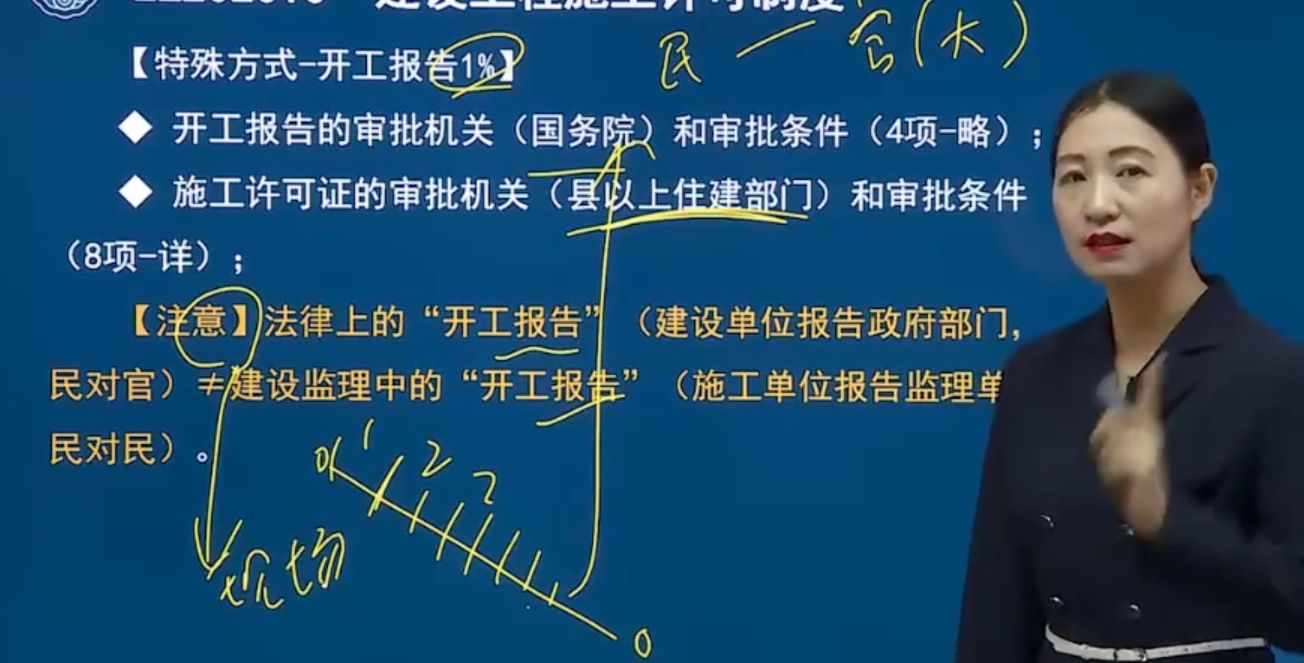 建设工程施工许可制度
民 — 官(大)
【特殊方式-开工报告1%】
◆ 开工报告的审批机关（国务院）和审批条件（4项-略）；
◆ 施工许可证的审批机关（县以上住建部门）和审批条件
（8项-详）；
【注意】法律上的“开工报告”（建设单位报告政府部门，
民对官）≠建设监理中的“开工报告”（施工单位报告监理单
民对民）。
1
2
现场
0